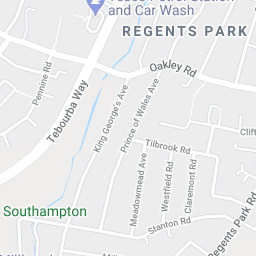 and Car Wash
REGENTS PARK
Oakley Rd
Pennine Rd
Tebourba Way
King George's Ave
Prince of Wales Ave
Tilbrook Rd
Clif
Meadowmead Ave
Westfield Rd
Claremont Rd
Southampton
Stanton Rd
Regents Park Rd